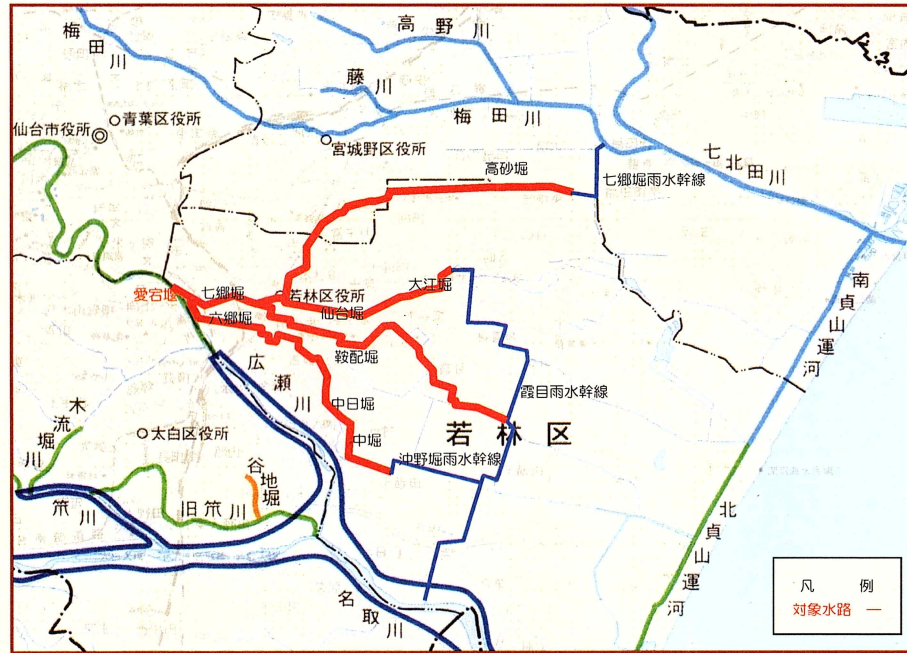 高野川
梅田川
藤川
仙台市役所
青葉区役所
梅田川
宮城野区役所
七北田川
高砂堀
七郷堀雨水幹線
愛宕堰
七郷堀
若林区役所
大江堀
仙台堀
六郷堀
南貞山運河
鞍配堀
広瀬川
霞目雨水幹線
中日堀
若林区
木流堀川
太白区役所
中堀
沖野堀雨水幹線
谷地堀
笊川
旧笊川
北貞山運河
名取川
凡 例
対象水路